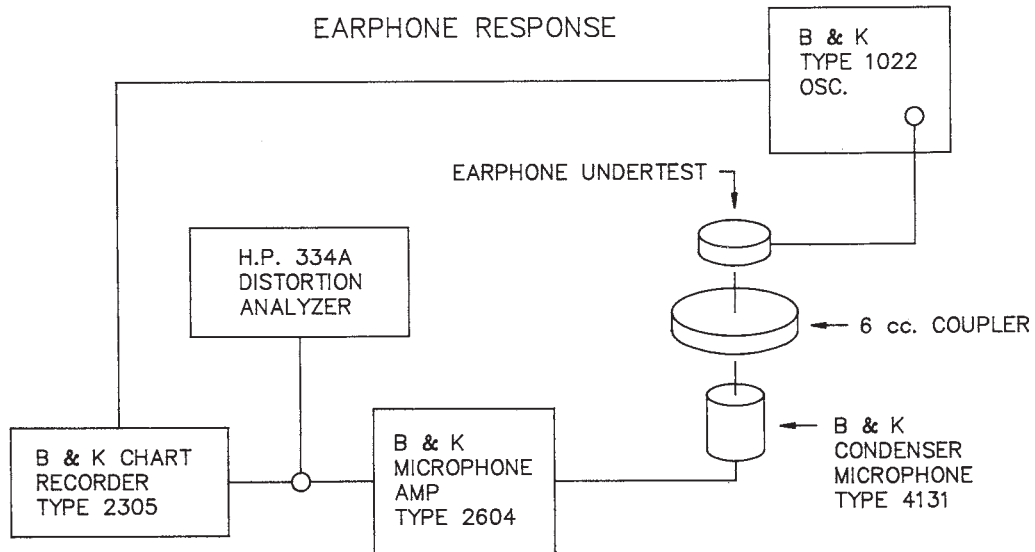 EARPHONE RESPONSE
B & K
TYPE 1022
OSC.
EARPHONE UNDERTEST
H.P. 334A
DISTORTION
ANALYZER
6 cc. COUPLER
B & K CHART
RECORDER
TYPE 2305
B & K
MICROPHONE
AMP
TYPE 2604
B & K
CONDENSER
MICROPHONE
TYPE 4131